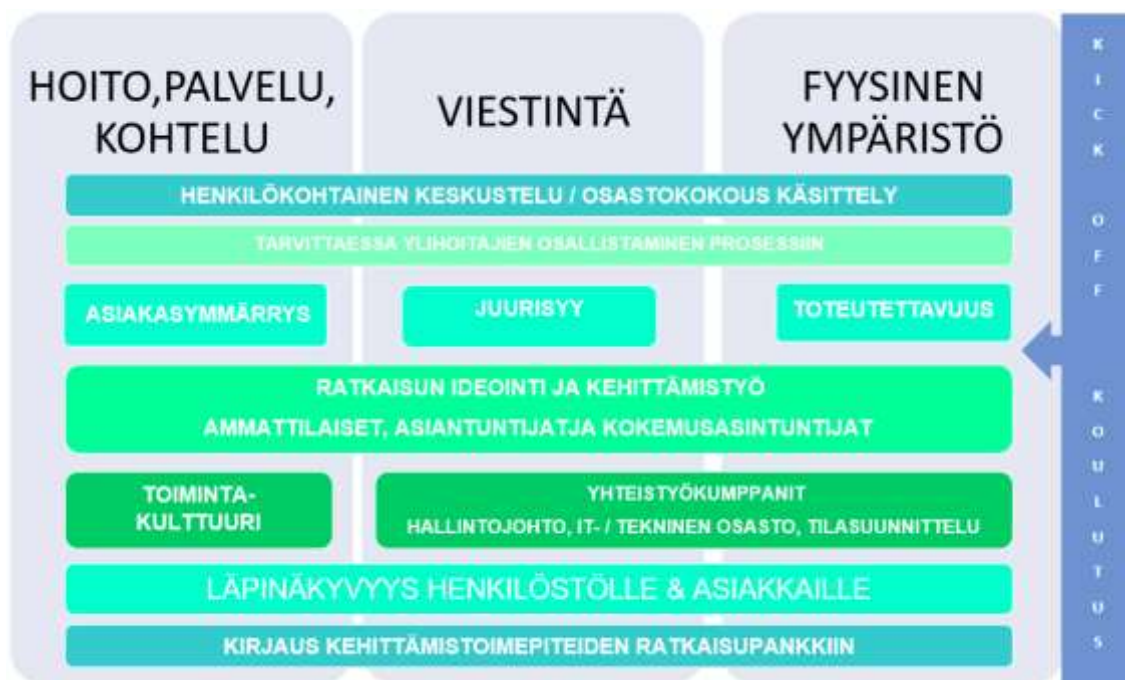 HOITO,PALVELU,
KOHTELU
VIESTINTÄ
FYYSINEN
YMPÄRISTÖ
HENKILÖKOHTAINEN KESKUSTELU / OSASTOKOKOUS KÄSITTELY
TARVITTAESSA YLIHOITAJIEN OSALLISTAMINEN PROSESSIIN
ASIAKASYMMÄRRYS
JUURISYY
TOTEUTETTAVUUS
RATKAISUN IDEOINTI JA KEHITTÄMISTYÖ
AMMATTILAISET, ASIANTUNTIJATJA KOKEMUSASINTUNTIJAT
TOIMINTA-
KULTTUURI
YHTEISTYÖKUMPPANIT
HALLINTOJOHTO, IT- / TEKNINEN OSASTO, TILASUUNNITTELU
LÄPINÄKYVYYS HENKILÖSTÖLLE & ASIAKKAILLE
KIRJAUS KEHITTÄMISTOIMEPITEIDEN RATKAISUPANKKIIN
KICK OFF KOULUTUS